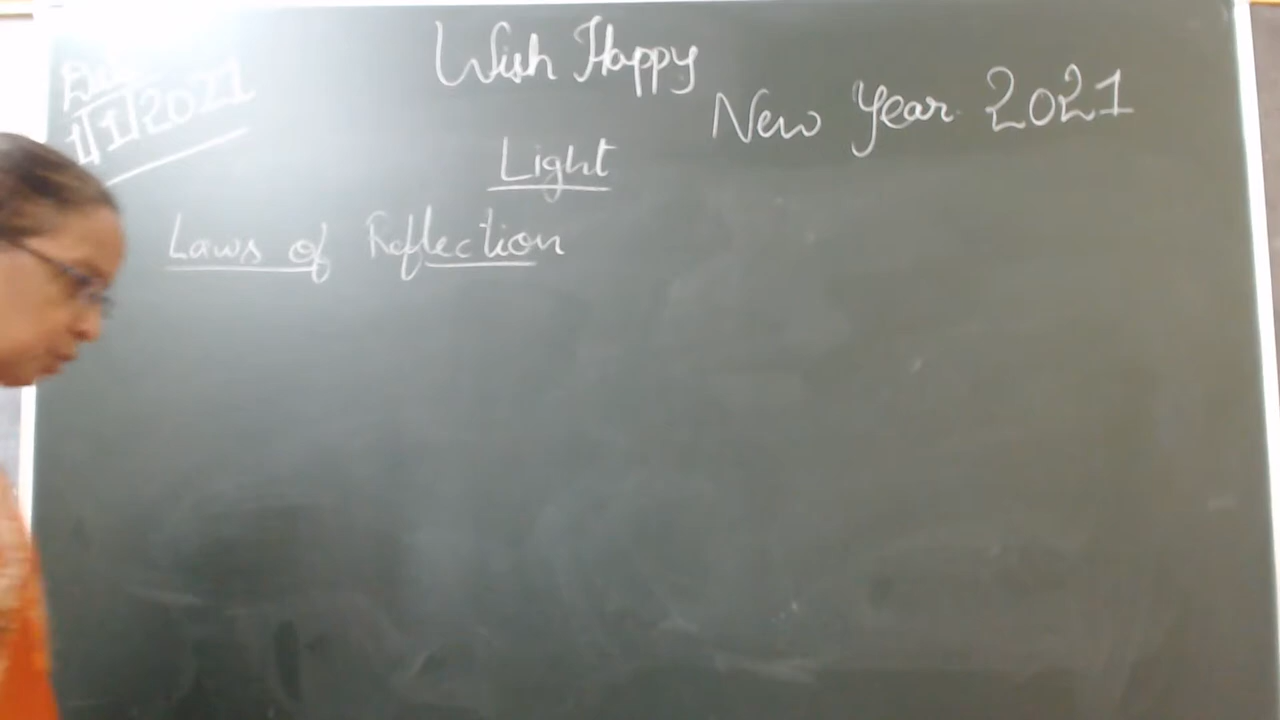 Date
1/1/2021
Wish Happy
New Year 2021
Light
Laws of Reflection